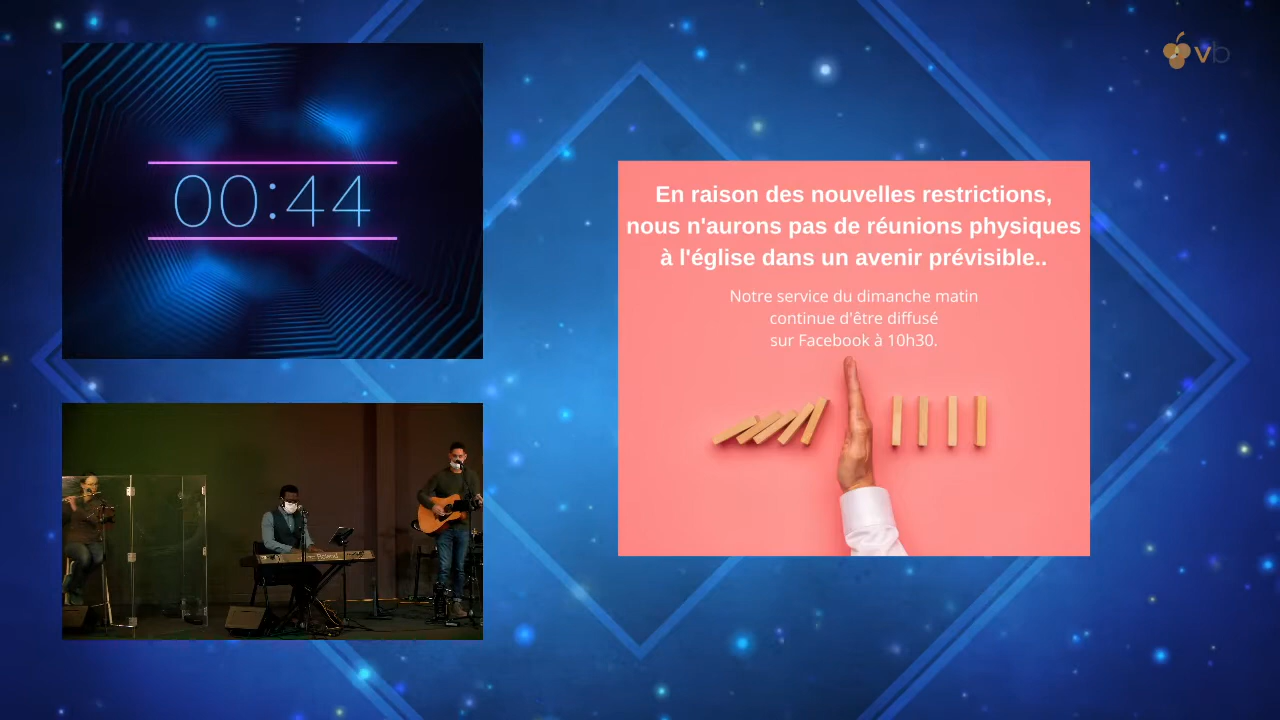 00:44
vb
En raison des nouvelles restrictions,
nous n'aurons pas de réunions physiques
à l'église dans un avenir prévisible..
Notre service du dimanche matin
continue d'être diffusé
sur Facebook à 10h30.
Roland